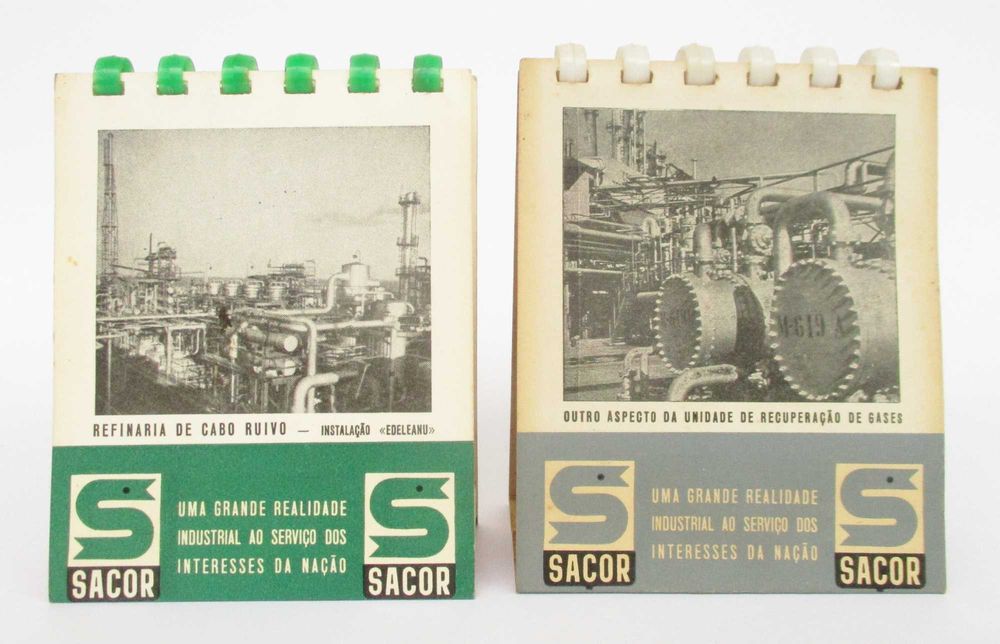 REFINARIA DE CABO RUIVO — INSTALAÇÃO «EDELEANU»
SACOR
UMA GRANDE REALIDADE
INDUSTRIAL AO SERVIÇO DOS
INTERESSES DA NAÇÃO
SACOR
M-619 A
OUTRO ASPECTO DA UNIDADE DE RECUPERAÇÃO DE GASES
SACOR
UMA GRANDE REALIDADE
INDUSTRIAL AO SERVIÇO DOS
INTERESSES DA NAÇÃO
SACOR